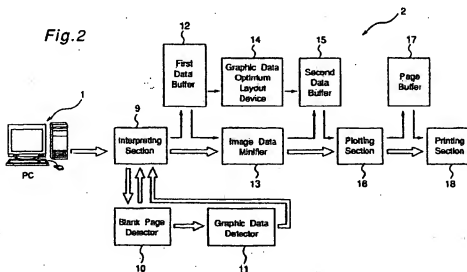 Fig.2
2
12
14
15
17
First Data Buffer
Graphic Data Optimum Layout Device
Second Data Buffer
Page Buffer
1
9
PC
Interpreting Section
Image Data Minifier
Plotting Section
Printing Section
13
16
18
Blank Page Detector
Graphic Data Detector
10
11